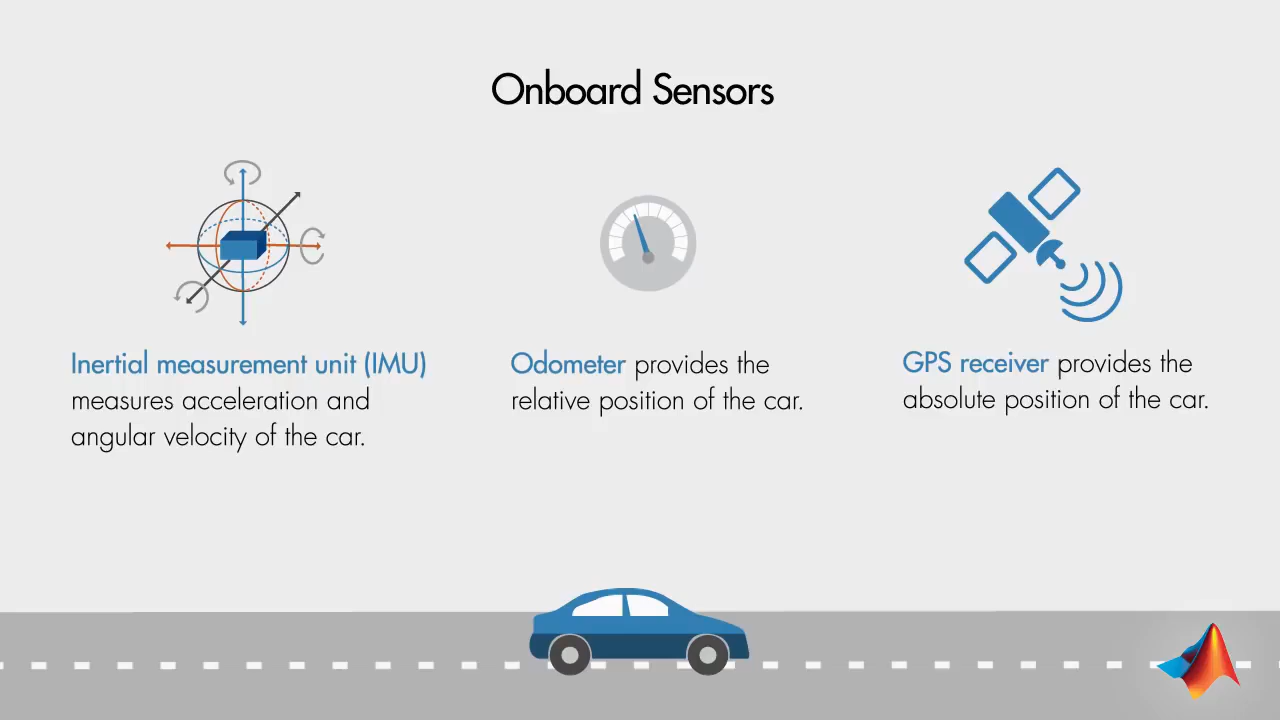 Onboard Sensors
Inertial measurement unit (IMU)
measures acceleration and
angular velocity of the car.
Odometer provides the
relative position of the car.
GPS receiver provides the
absolute position of the car.